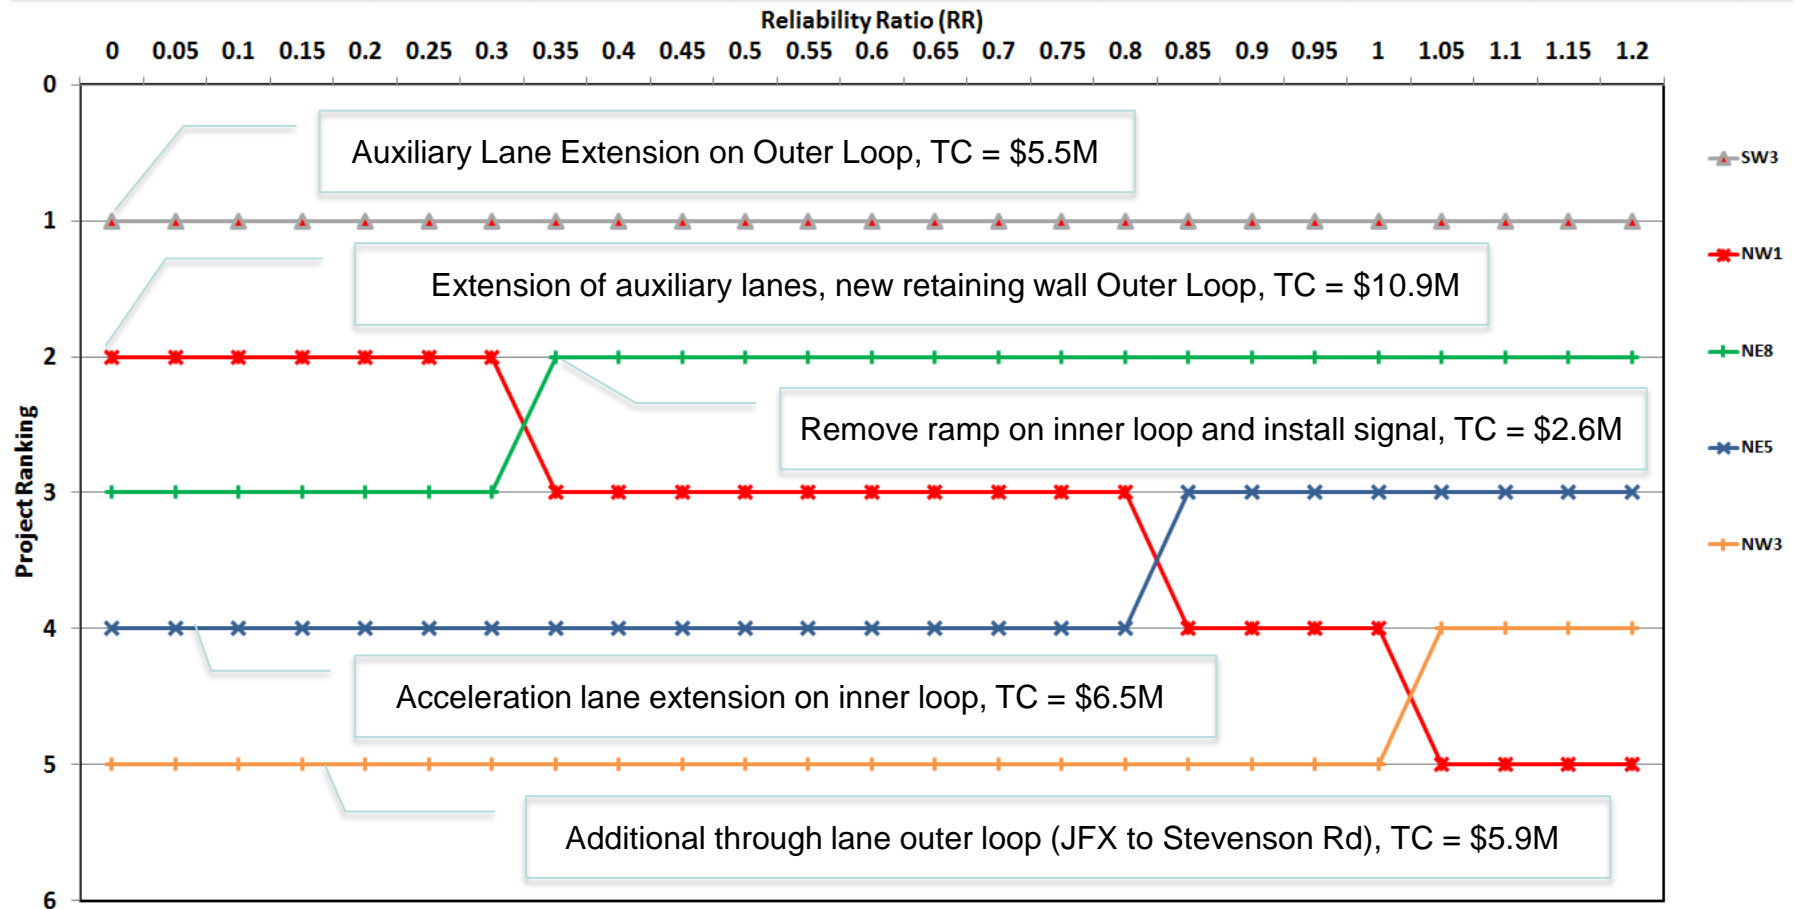 Reliability Ratio (RR)
0 0.05 0.1 0.15 0.2 0.25 0.3 0.35 0.4 0.45 0.5 0.55 0.6 0.65 0.7 0.75 0.8 0.85 0.9 0.95 1 1.05 1.1 1.15 1.2
0
Auxiliary Lane Extension on Outer Loop, TC = $5.5M
SW3
1
NW1
Extension of auxiliary lanes, new retaining wall Outer Loop, TC = $10.9M
2
NE8
Remove ramp on inner loop and install signal, TC = $2.6M
NE5
Project Ranking
3
NW3
4
Acceleration lane extension on inner loop, TC = $6.5M
5
Additional through lane outer loop (JFX to Stevenson Rd), TC = $5.9M
6